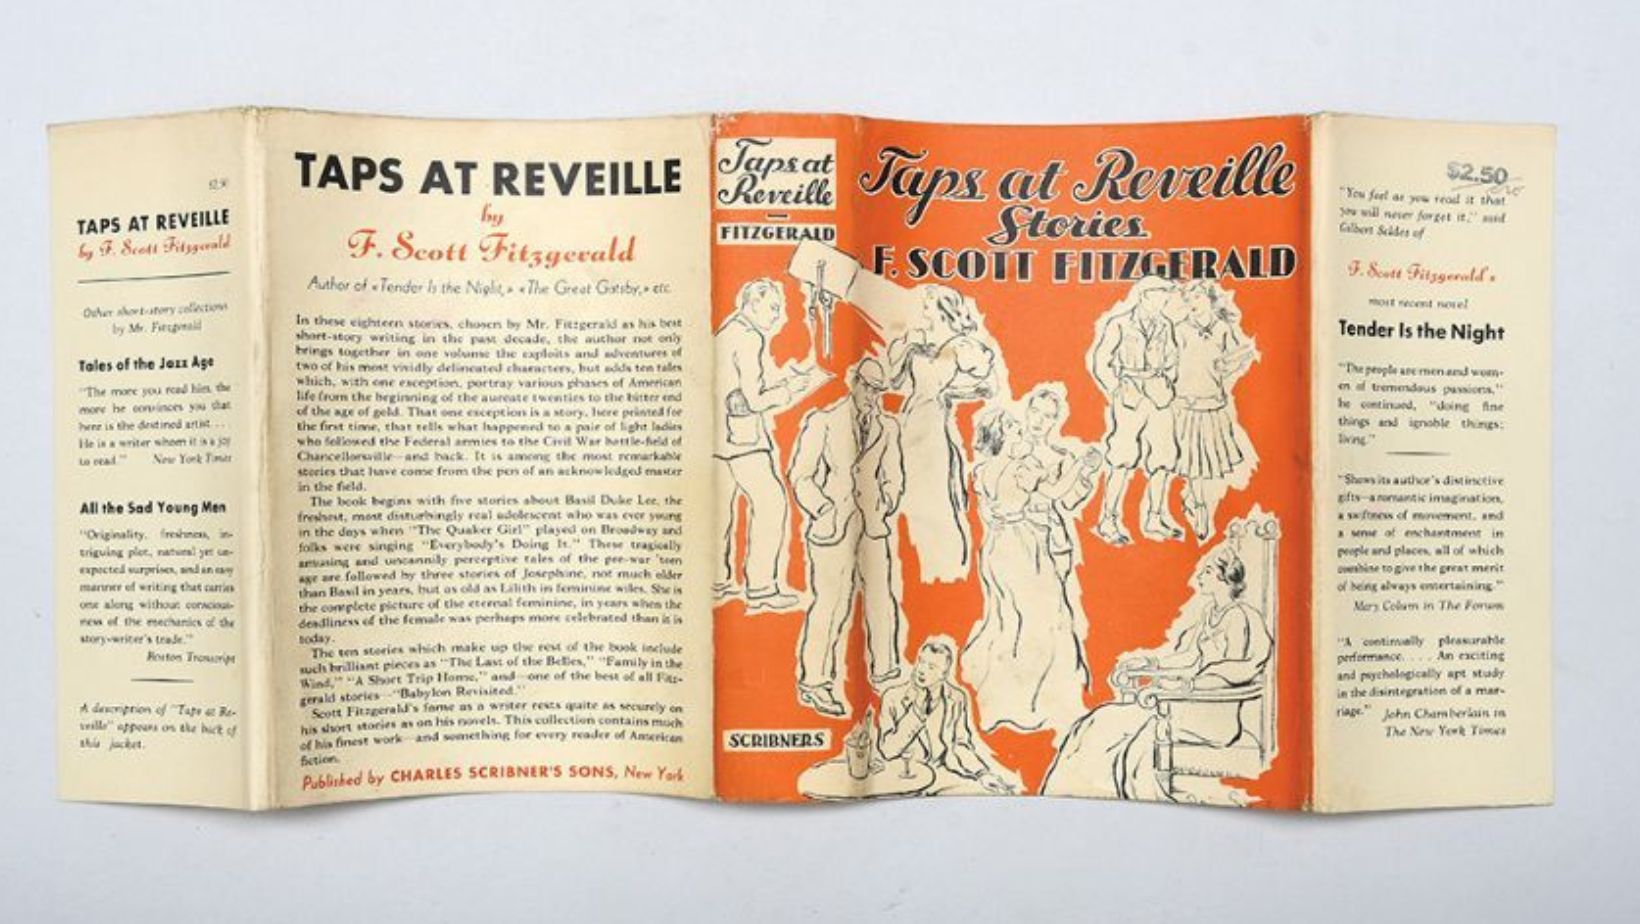 $2.50
TAPS AT REVEILLE
by F. Scott Fitzgerald
Other short-story collections
by Mr. Fitzgerald
Tales of the Jazz Age
"The more you read him, the
more he convinces you that
here is the destined artist . .
He is a writer whom it is a joy
to read." New York Times
All the Sad Young Men
"Originality, freshness, in-
triguing plot, natural yet un-
expected surprises, and an easy
manner of writing that carries
one along without conscious-
ness of the mechanics of the
story-writer's trade."
Boston Transcript
A description of "Taps at Re-
veille" appears on the back of
this jacket.
TAPS AT REVEILLE
by
F. Scott Fitzgerald
Author of «Tender Is the Night,» «The Great Gatsby,» etc.
In these eighteen stories, chosen by Mr. Fitzgerald as his best
short-story writing in the past decade, the author not only
brings together in one volume the exploits and adventures of
two of his most vividly delineated characters, but adds ten tales
which, with one exception, portray various phases of American
life from the beginning of the aureate twenties to the bitter end
of the age of gold. That one exception is a story, here printed for
the first time, that tells what happened to a pair of light ladies
who followed the Federal armies to the Civil War battle-field of
Chancellorsville—and back. It is among the most remarkable
stories that have come from the pen of an acknowledged master
in the field.
The book begins with five stories about Basil Duke Lee, the
freshest, most disturbingly real adolescent who was ever young
in the days when "The Quaker Girl" played on Broadway and
folks were singing "Everybody's Doing It." These tragically
amusing and uncannily perceptive tales of the pre-war 'teen
age are followed by three stories of Josephine, not much older
than Basil in years, but as old as Lilith in feminine wiles. She is
the complete picture of the eternal feminine, in years when the
deadliness of the female was perhaps more celebrated than it is
today.
The ten stories which make up the rest of the book include
such brilliant pieces as "The Last of the Belles," "Family in the
Wind," "A Short Trip Home," and—one of the best of all Fitz-
gerald stories—"Babylon Revisited."
Scott Fitzgerald's fame as a writer rests quite as securely on
his short stories as on his novels. This collection contains much
of his finest work—and something for every reader of American
fiction.
Published by CHARLES SCRIBNER'S SONS, New York
Taps at
Reveille
FITZGERALD
SCRIBNERS
Taps at Reveille
Stories
F. SCOTT FITZGERALD
$2.50
"You feel as you read it that
you will never forget it," said
Gilbert Seldes of
F. Scott Fitzgerald's
most recent novel
Tender Is the Night
"The people are men and wom-
en of tremendous passions,"
he continued, "doing fine
things and ignoble things;
living."
"Shows its author's distinctive
gifts—a romantic imagination,
a swiftness of movement, and
a sense of enchantment in
people and places, all of which
combine to give the great merit
of being always entertaining."
Mary Colum in The Forum
"A continually pleasurable
performance. . . . An exciting
and psychologically apt study
in the disintegration of a mar-
riage." John Chamberlain in
The New York Times